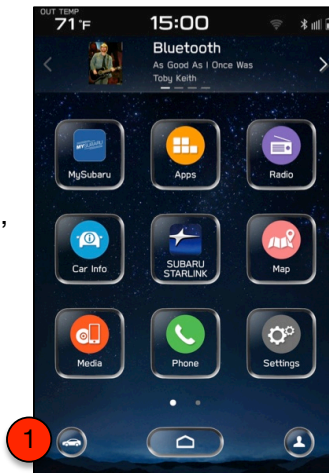 OUT TEMP
71°F 15:00
Bluetooth
As Good As I Once Was
Toby Keith
MYSUBARU
MySubaru Apps Radio
Car Info SUBARU STARLINK Map
Media Phone Settings
,
1